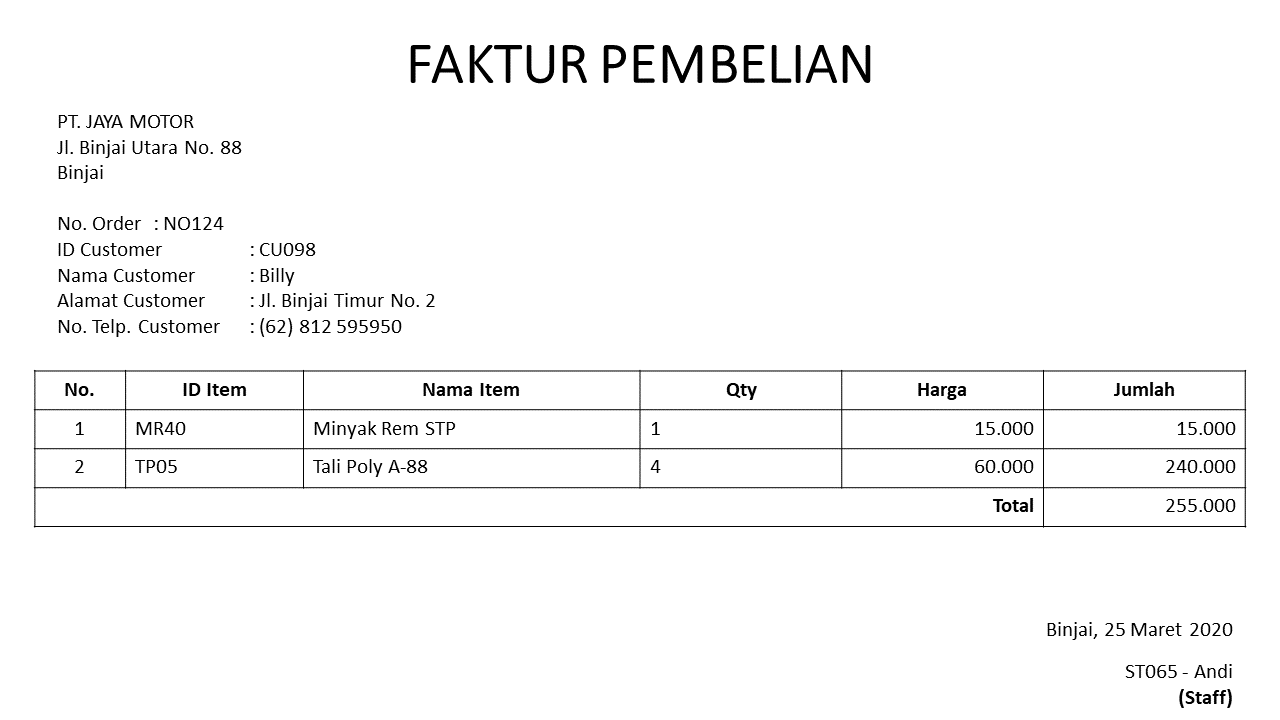 FAKTUR PEMBELIAN
PT. JAYA MOTOR
Jl. Binjai Utara No. 88
Binjai
No. Order : NO124
ID Customer : CU098
Nama Customer : Billy
Alamat Customer : Jl. Binjai Timur No. 2
No. Telp. Customer : (62) 812 595950
No. ID Item Nama Item Qty Harga Jumlah
1 MR40 Minyak Rem STP 1 15.000 15.000
2 TP05 Tali Poly A-88 4 60.000 240.000
Total 255.000
Binjai, 25 Maret 2020
ST065 - Andi
(Staff)